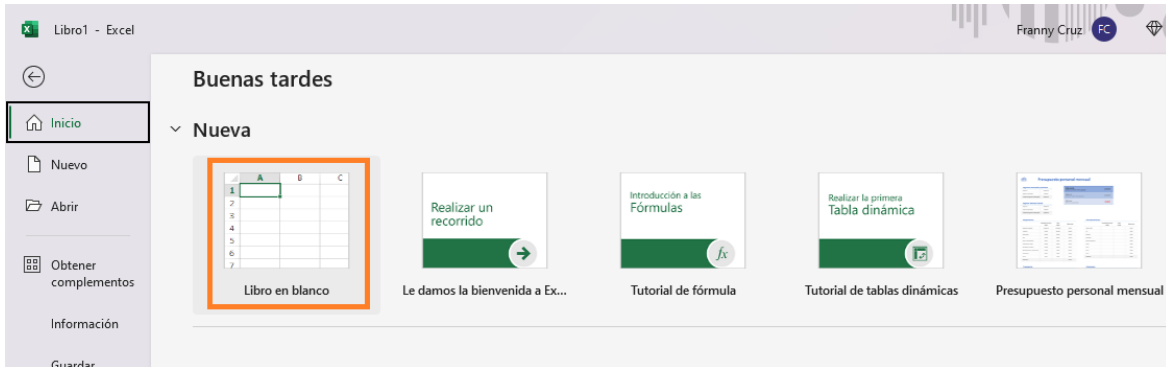 Libro1 - Excel
Franny Cruz FC
Buenas tardes
Inicio
Nueva
Nuevo
Abrir
Obtener
complementos
Información
Guardar
A B C
1
2
3
4
5
6
7
Libro en blanco
Realizar un
recorrido
Le damos la bienvenida a Ex...
Introducción a las
Fórmulas
fx
Tutorial de fórmula
Realizar la primera
Tabla dinámica
Tutorial de tablas dinámicas
Presupuesto personal mensual
Presupuesto personal mensual